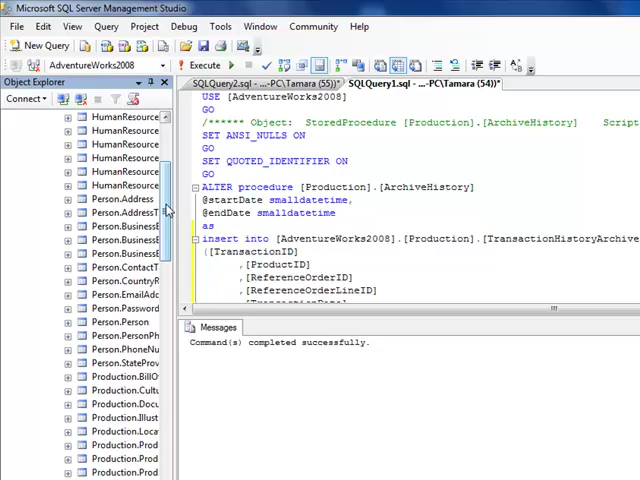 Microsoft SQL Server Management Studio
File Edit View Query Project Debug Tools Window Community Help
New Query
AdventureWorks2008 Execute
Object Explorer
SQLQuery2.sql - ...-PC\Tamara (55))* SQLQuery1.sql - ...-PC\Tamara (54))*
Connect
USE [AdventureWorks2008]
GO
/****** Object: StoredProcedure [Production].[ArchiveHistory] Scrip
SET ANSI_NULLS ON
GO
SET QUOTED_IDENTIFIER ON
GO
ALTER procedure [Production].[ArchiveHistory]
@startDate smalldatetime,
@endDate smalldatetime
as
insert into [AdventureWorks2008].[Production].[TransactionHistoryArchive
([TransactionID]
,[ProductID]
,[ReferenceOrderID]
,[ReferenceOrderLineID]
,[TransactionDate]
HumanResource
HumanResource
HumanResource
HumanResource
HumanResource
HumanResource
Person.Address
Person.AddressT
Person.BusinessE
Person.BusinessE
Person.BusinessE
Person.ContactT
Person.CountryR
Person.EmailAdd
Person.Password
Person.Person
Person.PersonPh
Person.PhoneNu
Person.StateProv
Production.BillO
Production.Cultu
Production.Docu
Production.Illust
Production.Loca
Production.Prod
Production.Prod
Production.Prod
Messages
Command(s) completed successfully.